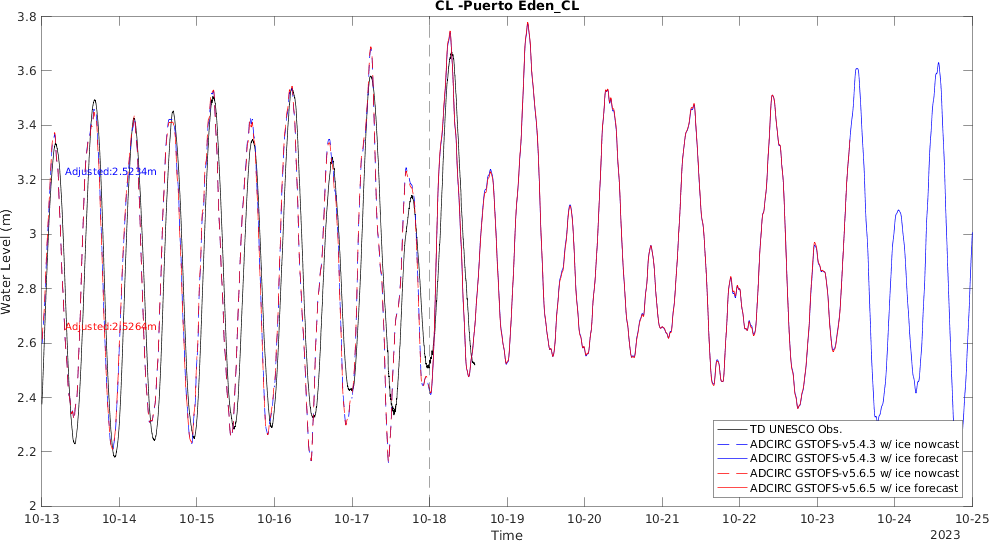 CL -Puerto Eden_CL
3.8
3.6
3.4
3.2
3
2.8
2.6
2.4
2.2
2
Water Level (m)
Adjusted:2.5234m
Adjusted:2.5264m
TD UNESCO Obs.
ADCIRC GSTOFS-v5.4.3 w/ ice nowcast
ADCIRC GSTOFS-v5.4.3 w/ ice forecast
ADCIRC GSTOFS-v5.6.5 w/ ice nowcast
ADCIRC GSTOFS-v5.6.5 w/ ice forecast
10-13 10-14 10-15 10-16 10-17 10-18 10-19 10-20 10-21 10-22 10-23 10-24 10-25
Time
2023